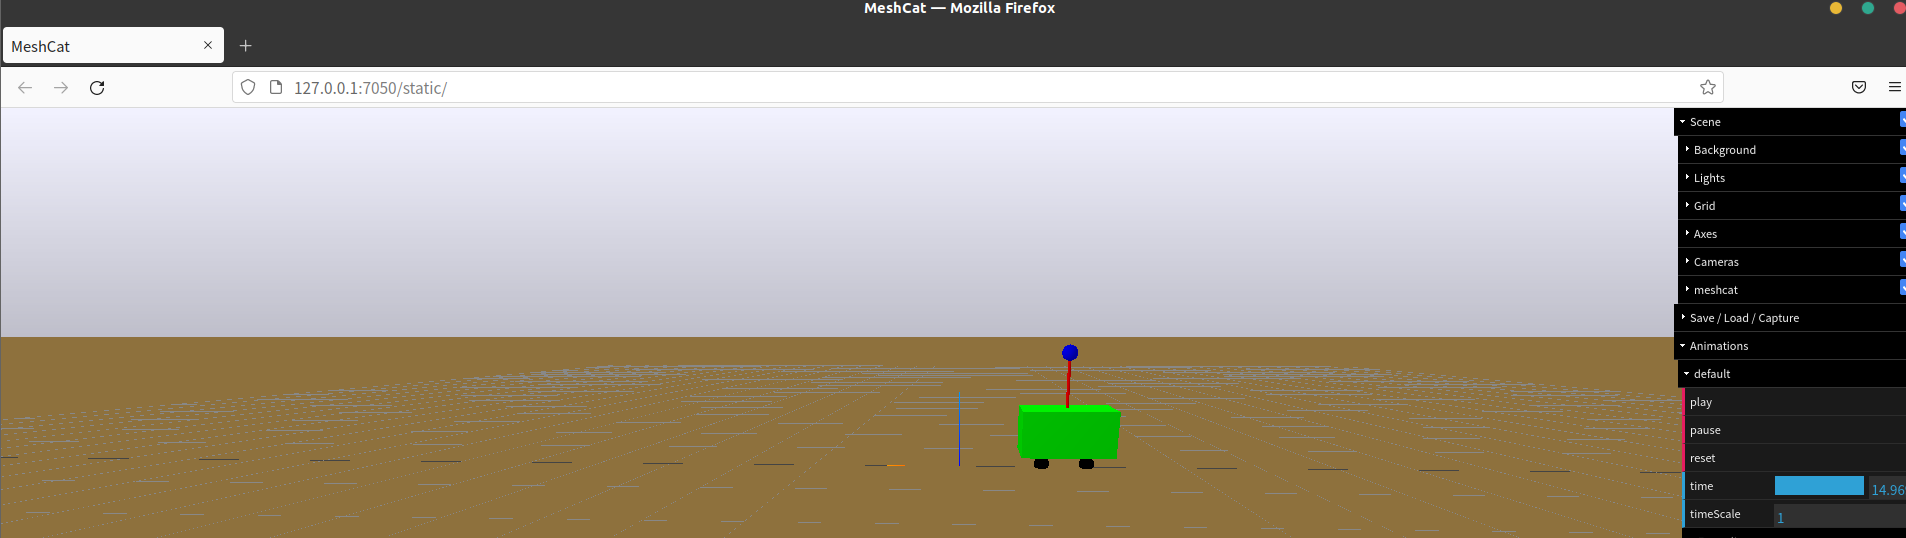 MeshCat — Mozilla Firefox
MeshCat
127.0.0.1:7050/static/
Scene
Background
Lights
Grid
Axes
Cameras
meshcat
Save / Load / Capture
Animations
default
play
pause
reset
time 14.96
timeScale 1